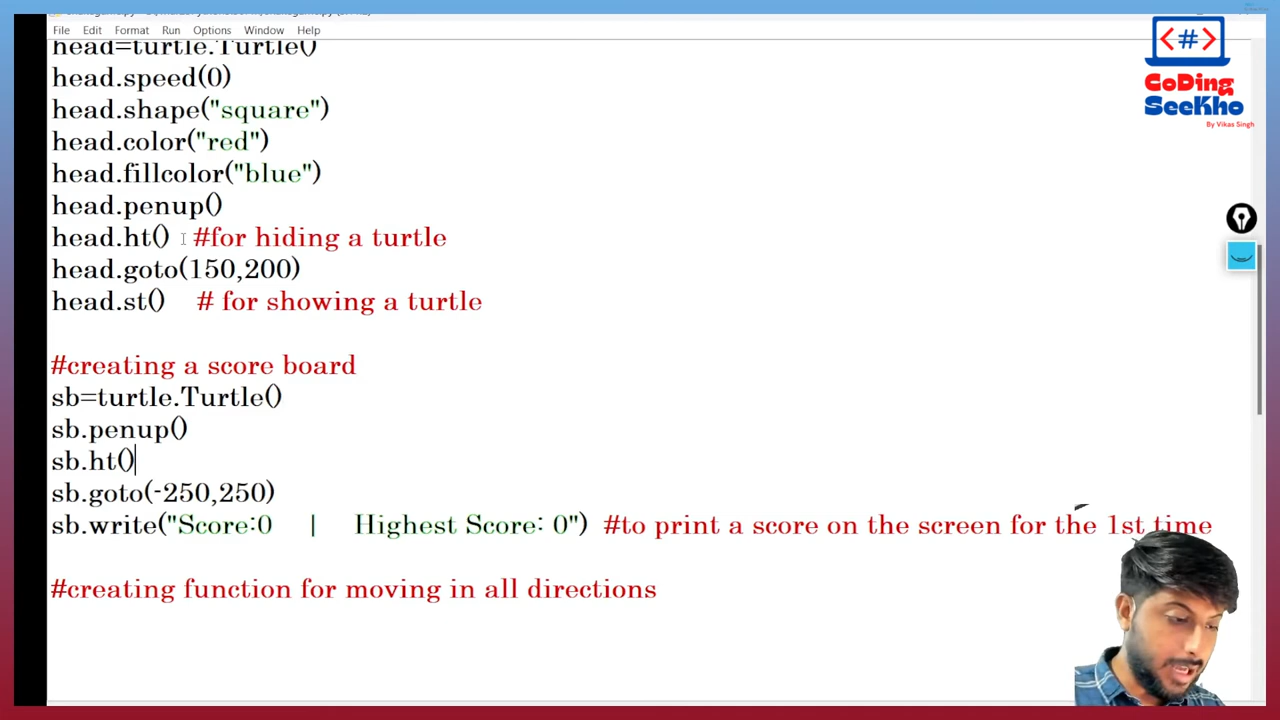 File Edit Format Run Options Window Help
head=turtle.Turtle()
head.speed(0)
head.shape("square")
head.color("red")
head.fillcolor("blue")
head.penup()
head.ht() #for hiding a turtle
head.goto(150,200)
head.st() # for showing a turtle
#creating a score board
sb=turtle.Turtle()
sb.penup()
sb.ht()
sb.goto(-250,250)
sb.write("Score:0 | Highest Score: 0") #to print a score on the screen for the 1st time
#creating function for moving in all directions
<#>
CoDing
SeeKho
By Vikas Singh